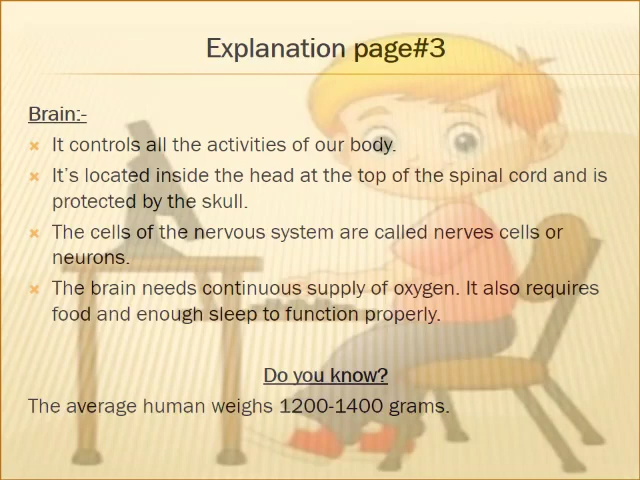 Explanation page#3
Brain:-
It controls all the activities of our body.
It's located inside the head at the top of the spinal cord and is
protected by the skull.
The cells of the nervous system are called nerves cells or
neurons.
The brain needs continuous supply of oxygen. It also requires
food and enough sleep to function properly.
Do you know?
The average human weighs 1200-1400 grams.